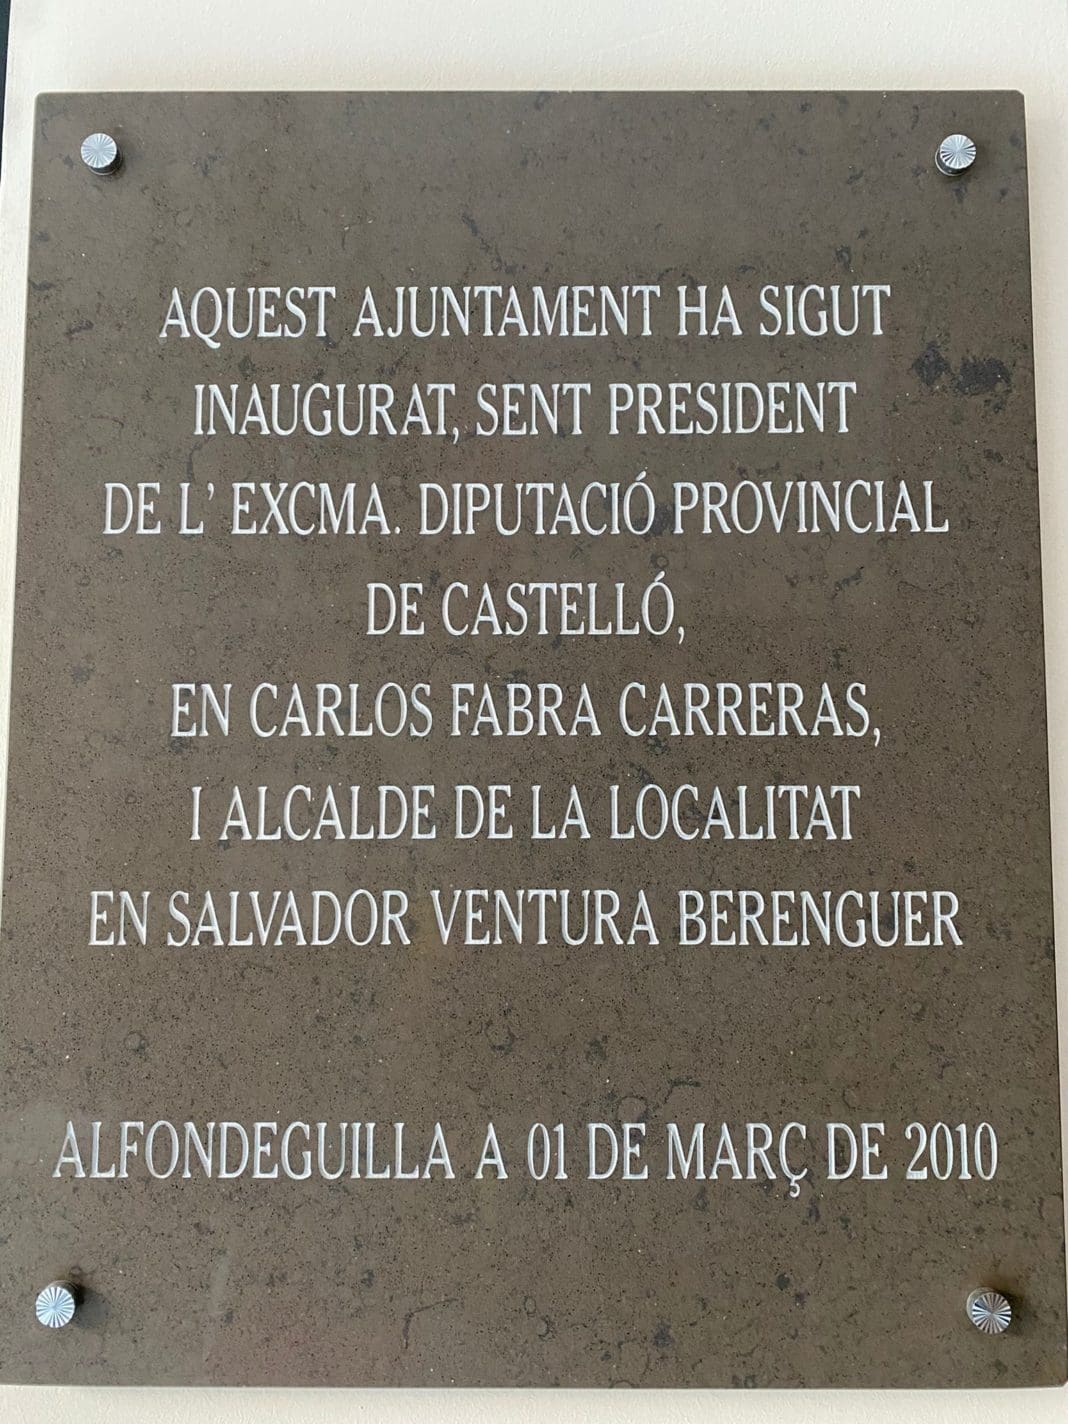 AQUEST AJUNTAMENT HA SIGUT
INAUGURAT, SENT PRESIDENT
DE L' EXCMA. DIPUTACIÓ PROVINCIAL
DE CASTELLÓ,
EN CARLOS FABRA CARRERAS,
I ALCALDE DE LA LOCALITAT
EN SALVADOR VENTURA BERENGUER
ALFONDEGUILLA A 01 DE MARÇ DE 2010